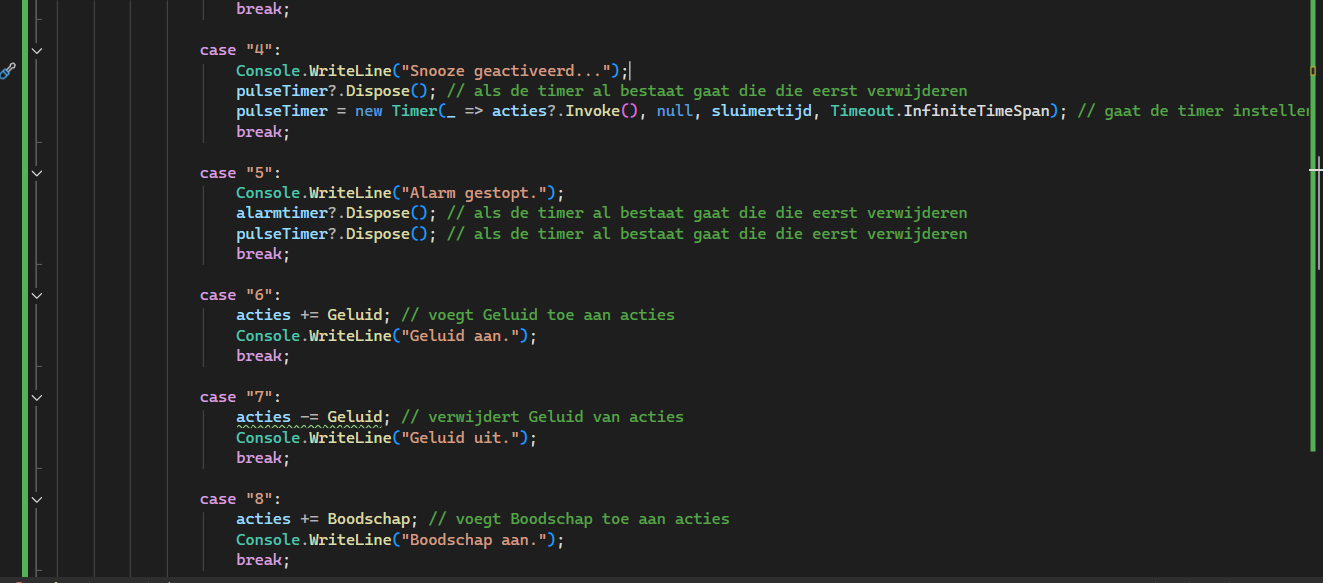 break;
case "4":
Console.WriteLine("Snooze geactiveerd...");
pulseTimer?.Dispose(); // als de timer al bestaat gaat die die eerst verwijderen
pulseTimer = new Timer(_ => acties?.Invoke(), null, sluimertijd, Timeout.InfiniteTimeSpan); // gaat de timer instellen
break;
case "5":
Console.WriteLine("Alarm gestopt.");
alarmtimer?.Dispose(); // als de timer al bestaat gaat die die eerst verwijderen
pulseTimer?.Dispose(); // als de timer al bestaat gaat die die eerst verwijderen
break;
case "6":
acties += Geluid; // voegt Geluid toe aan acties
Console.WriteLine("Geluid aan.");
break;
case "7":
acties -= Geluid; // verwijdert Geluid van acties
Console.WriteLine("Geluid uit.");
break;
case "8":
acties += Boodschap; // voegt Boodschap toe aan acties
Console.WriteLine("Boodschap aan.");
break;